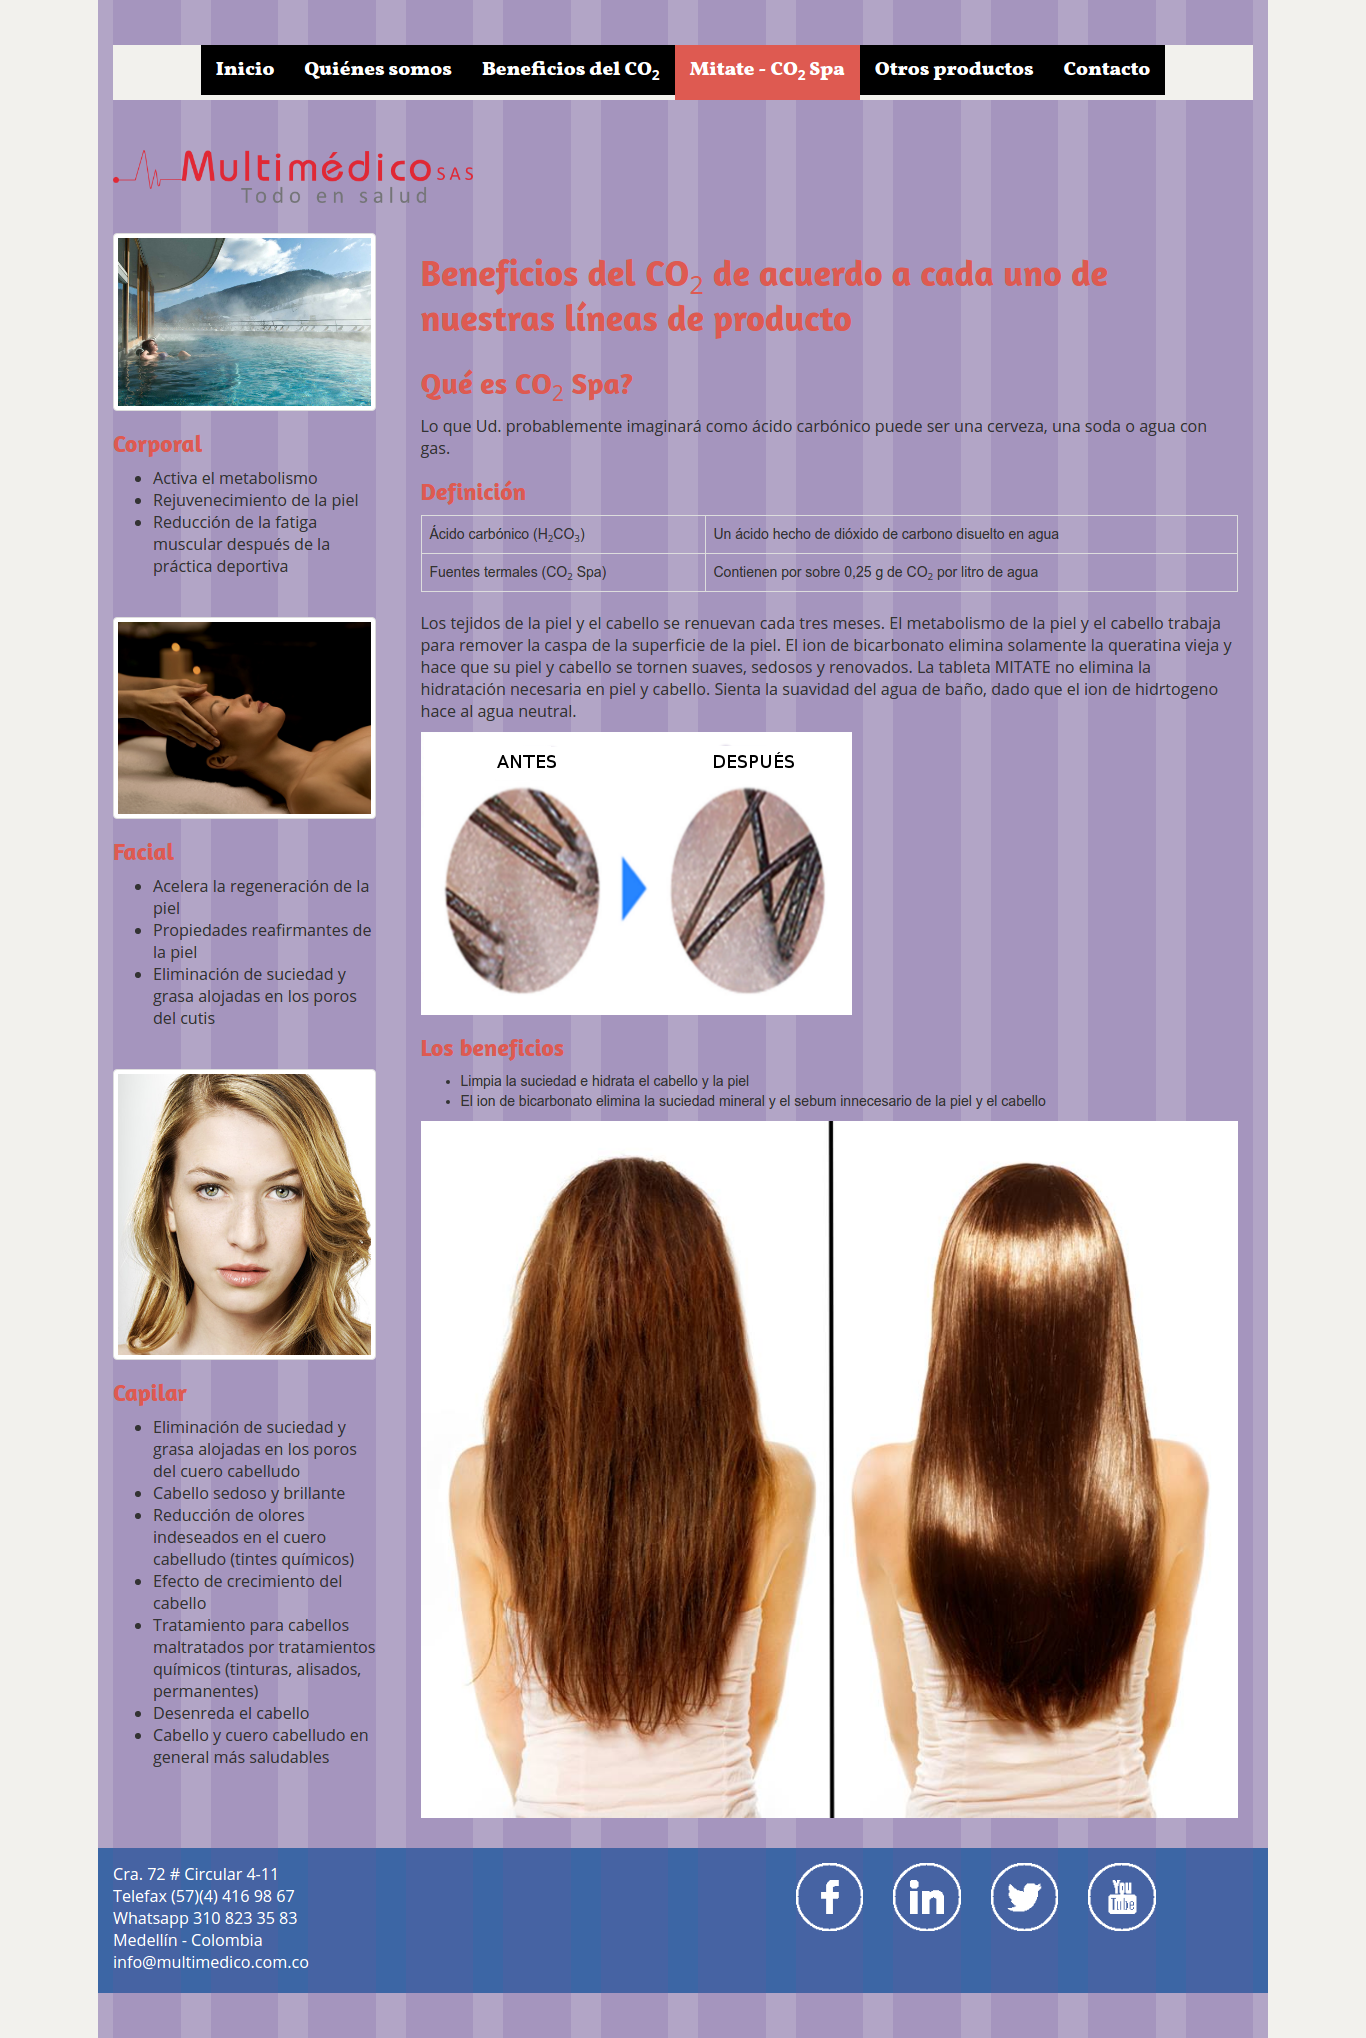 Inicio Quiénes somos Beneficios del CO2 Mitate - CO2 Spa Otros productos Contacto
Multimédico SAS
Todo en salud
Corporal
Activa el metabolismo
Rejuvenecimiento de la piel
Reducción de la fatiga
muscular después de la
práctica deportiva
Facial
Acelera la regeneración de la
piel
Propiedades reafirmantes de
la piel
Eliminación de suciedad y
grasa alojadas en los poros
del cutis
Capilar
Eliminación de suciedad y
grasa alojadas en los poros
del cuero cabelludo
Cabello sedoso y brillante
Reducción de olores
indeseados en el cuero
cabelludo (tintes químicos)
Efecto de crecimiento del
cabello
Tratamiento para cabellos
maltratados por tratamientos
químicos (tinturas, alisados,
permanentes)
Desenreda el cabello
Cabello y cuero cabelludo en
general más saludables
Beneficios del CO2 de acuerdo a cada uno de
nuestras líneas de producto
Qué es CO2 Spa?
Lo que Ud. probablemente imaginará como ácido carbónico puede ser una cerveza, una soda o agua con
gas.
Definición
Ácido carbónico (H2CO3) Un ácido hecho de dióxido de carbono disuelto en agua
Fuentes termales (CO2 Spa) Contienen por sobre 0,25 g de CO2 por litro de agua
Los tejidos de la piel y el cabello se renuevan cada tres meses. El metabolismo de la piel y el cabello trabaja
para remover la caspa de la superficie de la piel. El ion de bicarbonato elimina solamente la queratina vieja y
hace que su piel y cabello se tornen suaves, sedosos y renovados. La tableta MITATE no elimina la
hidratación necesaria en piel y cabello. Sienta la suavidad del agua de baño, dado que el ion de hidrtogeno
hace al agua neutral.
ANTES DESPUÉS
Los beneficios
Limpia la suciedad e hidrata el cabello y la piel
El ion de bicarbonato elimina la suciedad mineral y el sebum innecesario de la piel y el cabello
Cra. 72 # Circular 4-11
Telefax (57)(4) 416 98 67
Whatsapp 310 823 35 83
Medellín - Colombia
info@multimedico.com.co
You
Tube